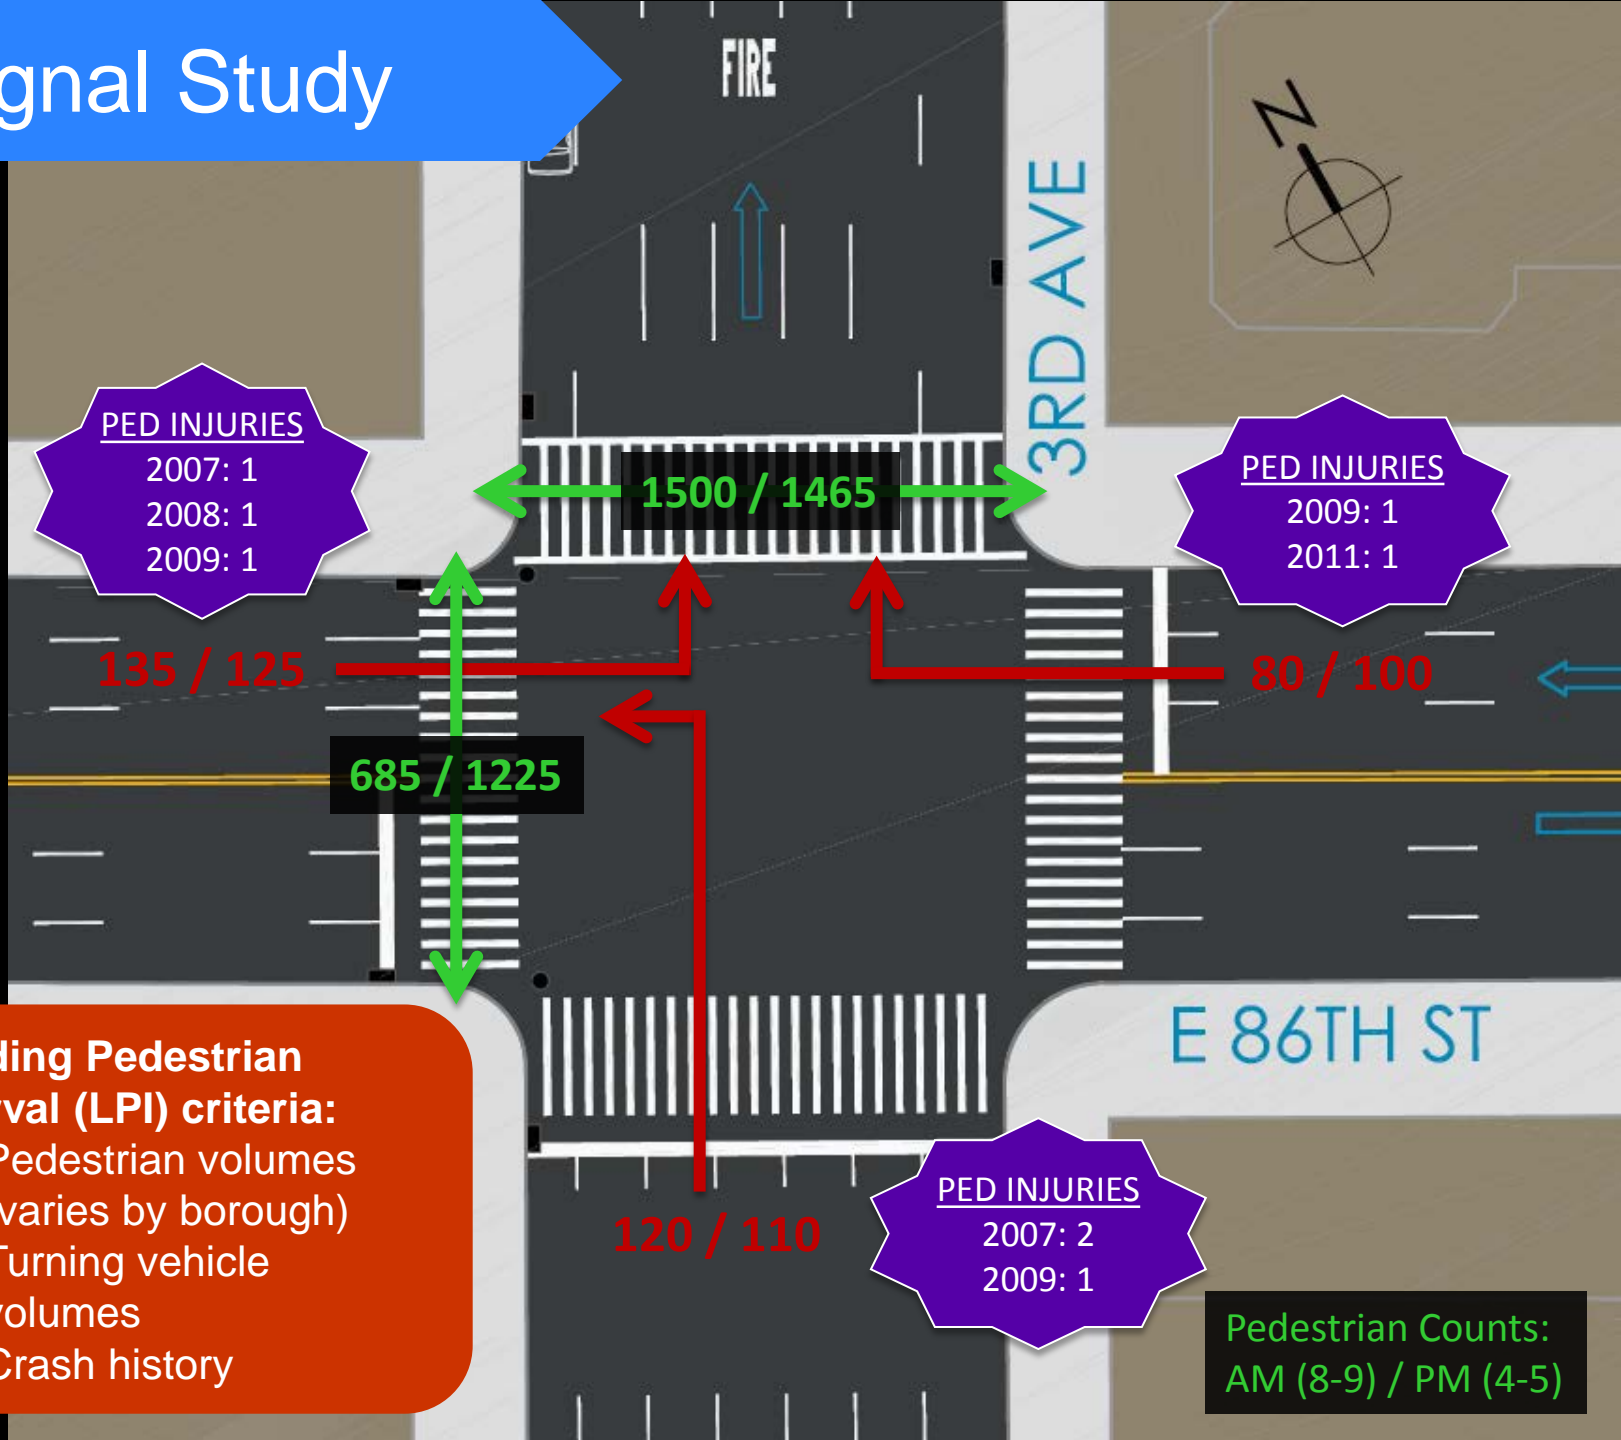 gnal Study
FIRE
N
3RD AVE
PED INJURIES
2007: 1
2008: 1
2009: 1
1500 / 1465
PED INJURIES
2009: 1
2011: 1
135 / 125
80 / 100
685 / 1225
ding Pedestrian
rval (LPI) criteria:
Pedestrian volumes
varies by borough)
Turning vehicle
volumes
Crash history
E 86TH ST
120 / 110
PED INJURIES
2007: 2
2009: 1
Pedestrian Counts:
AM (8-9) / PM (4-5)